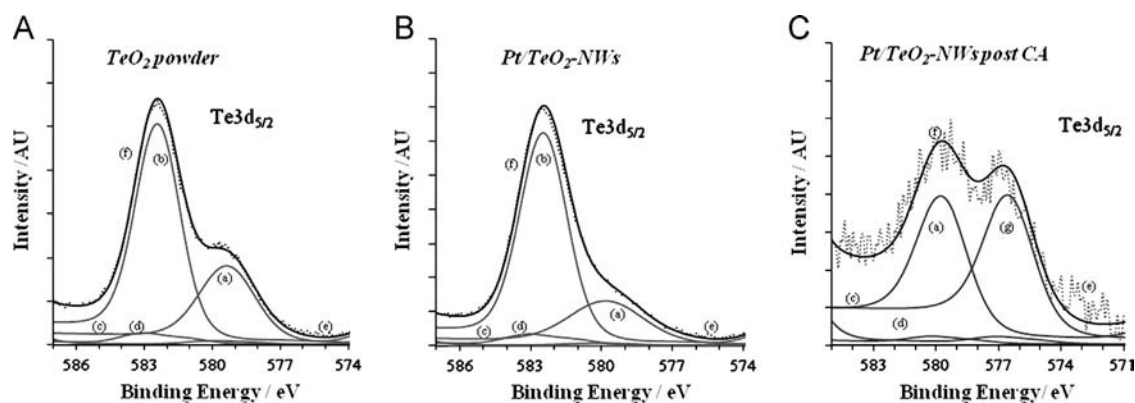 A
TeO2 powder
Te3d5/2
(f)
(b)
(a)
(c)
(d)
(e)
Intensity / AU
586 583 580 577 574
Binding Energy / eV
B
Pt/TeO2-NWs
Te3d5/2
(f)
(b)
(a)
(c)
(d)
(e)
Intensity / AU
586 583 580 577 574
Binding Energy / eV
C
Pt/TeO2-NWs post CA
Te3d5/2
(f)
(a)
(g)
(c)
(e)
(d)
Intensity / AU
583 580 577 574 571
Binding Energy / eV